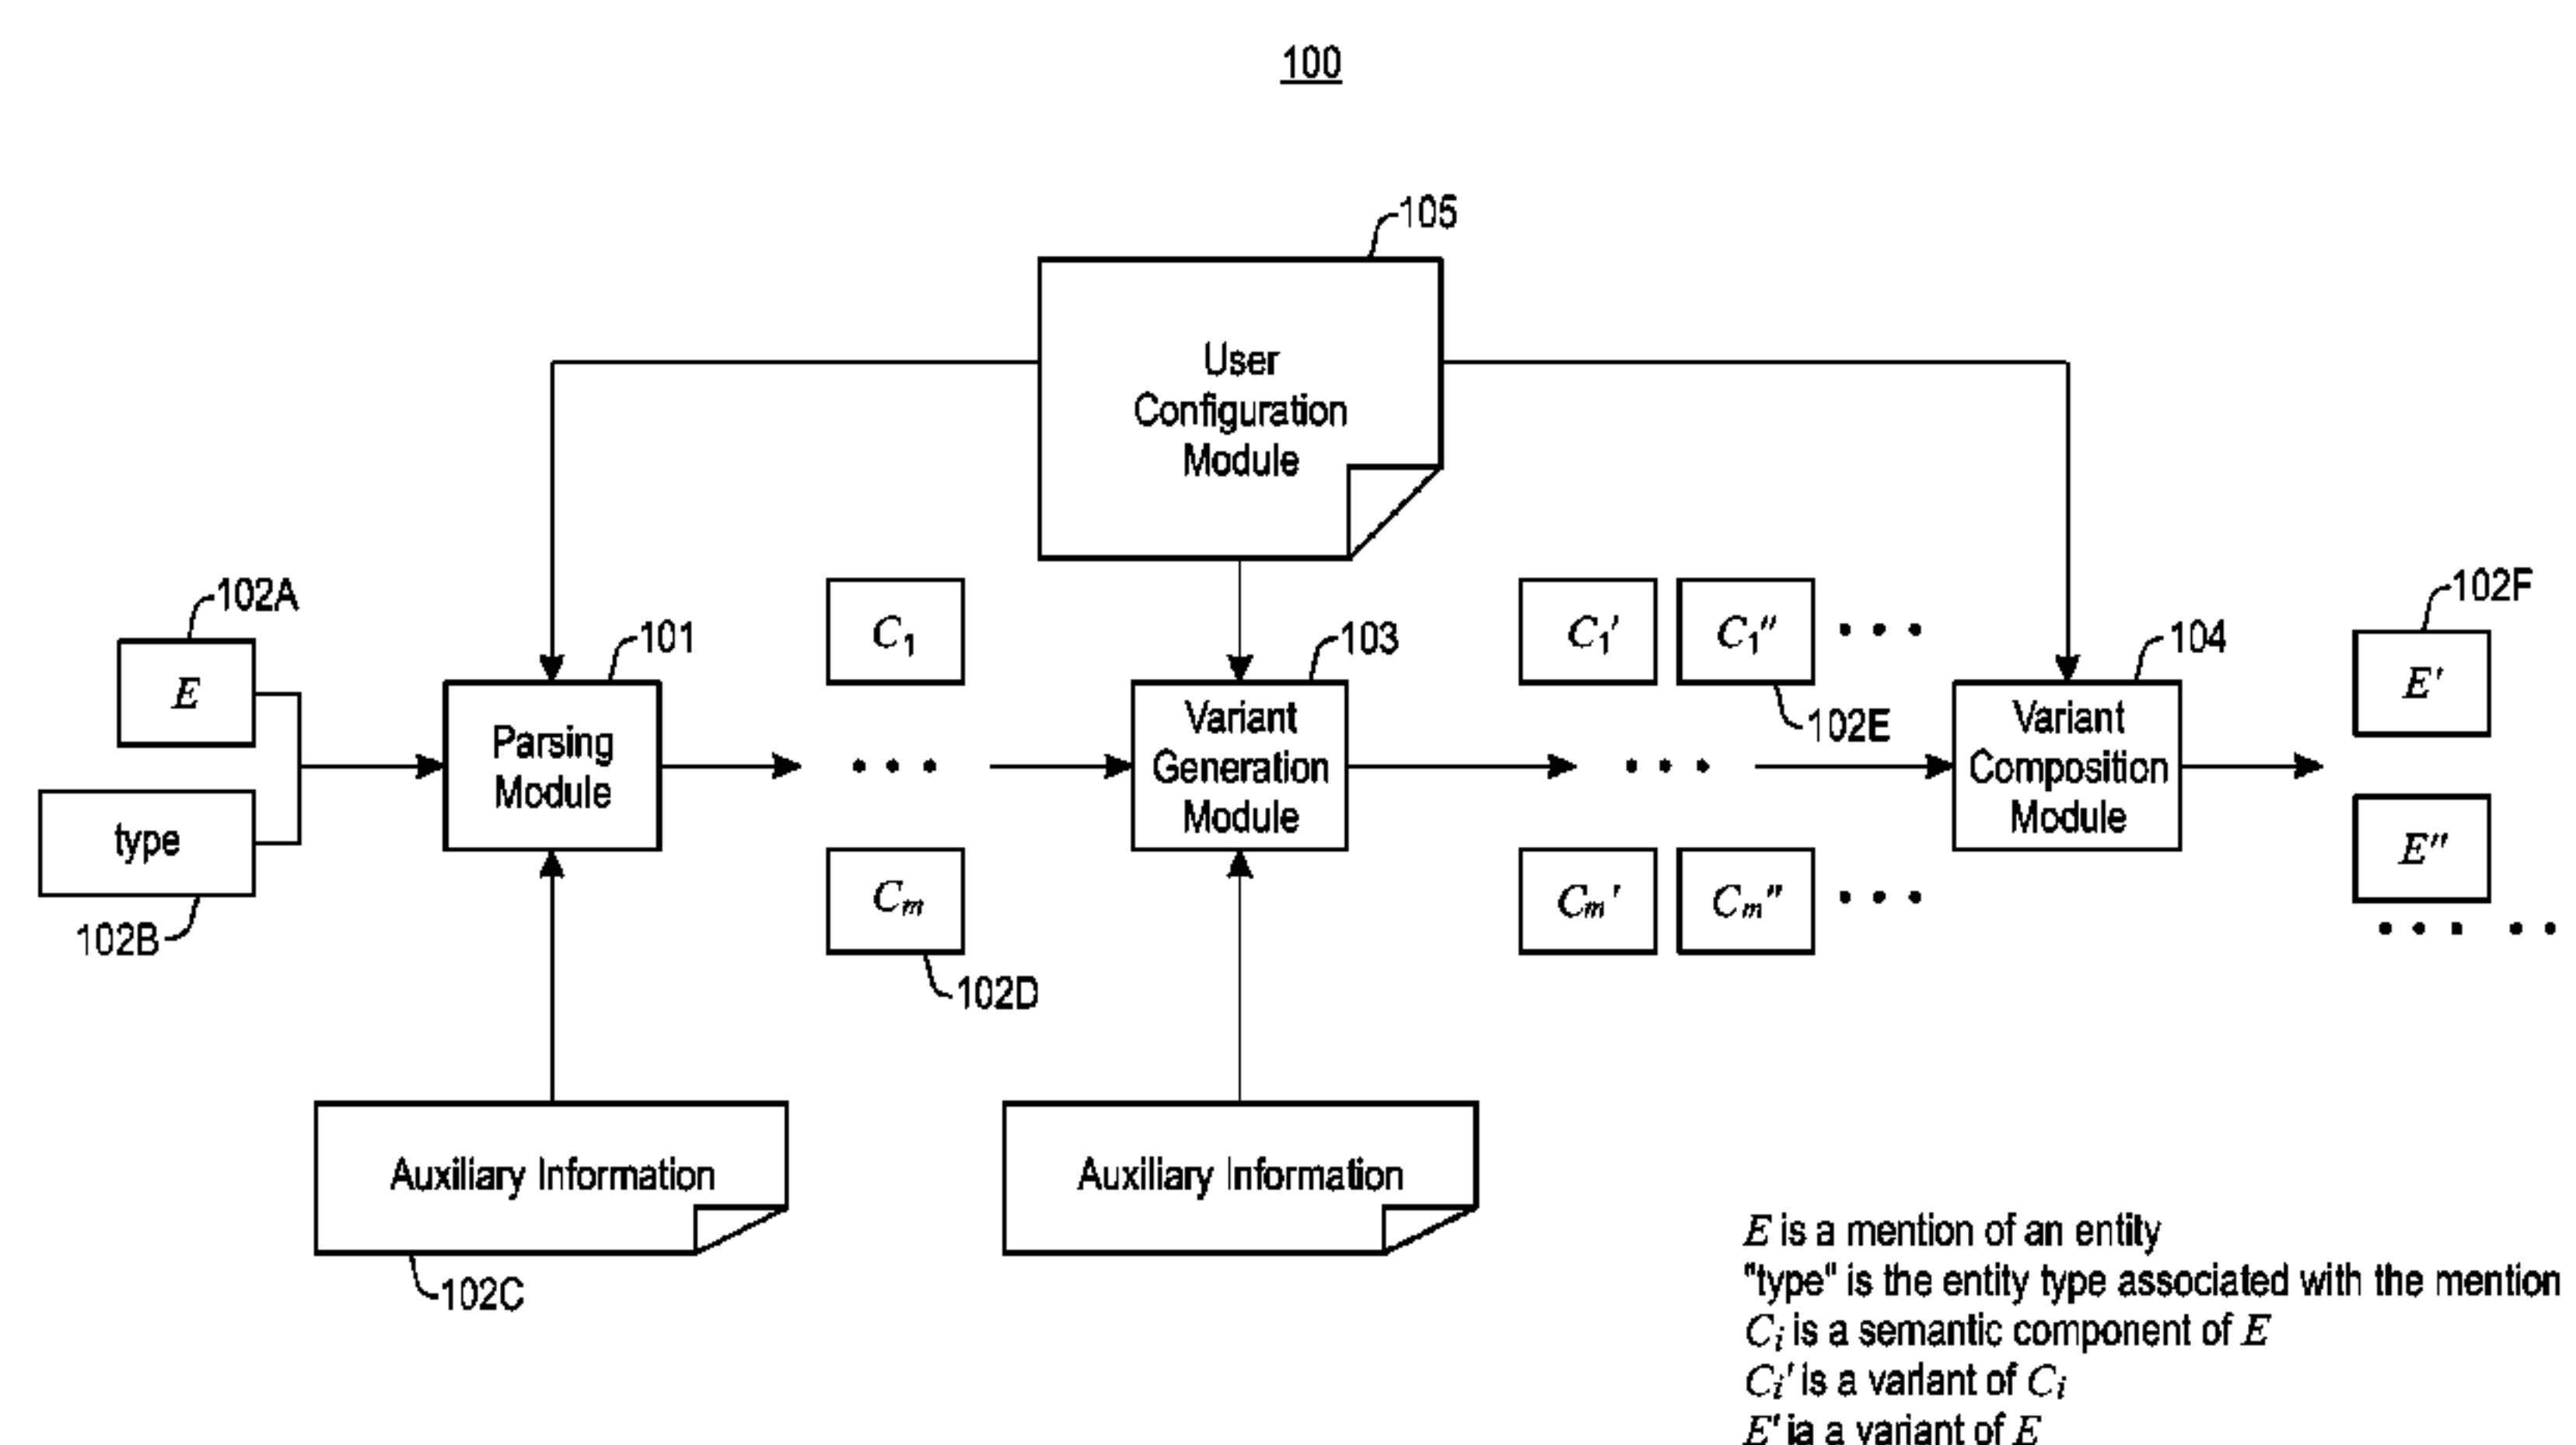 100
105
User
Configuration
Module
102A
E
101
Parsing
Module
type
102B
C₁
Cₘ
102D
103
Variant
Generation
Module
C₁' C₁" • • •
102E
• • •
Cₘ' Cₘ" • • •
104
Variant
Composition
Module
102F
E'
E"
• • • • •
Auxiliary Information
102C
Auxiliary Information
E is a mention of an entity
"type" is the entity type associated with the mention
Cᵢ is a semantic component of E
Cᵢ' is a variant of Cᵢ
E' ia a variant of E